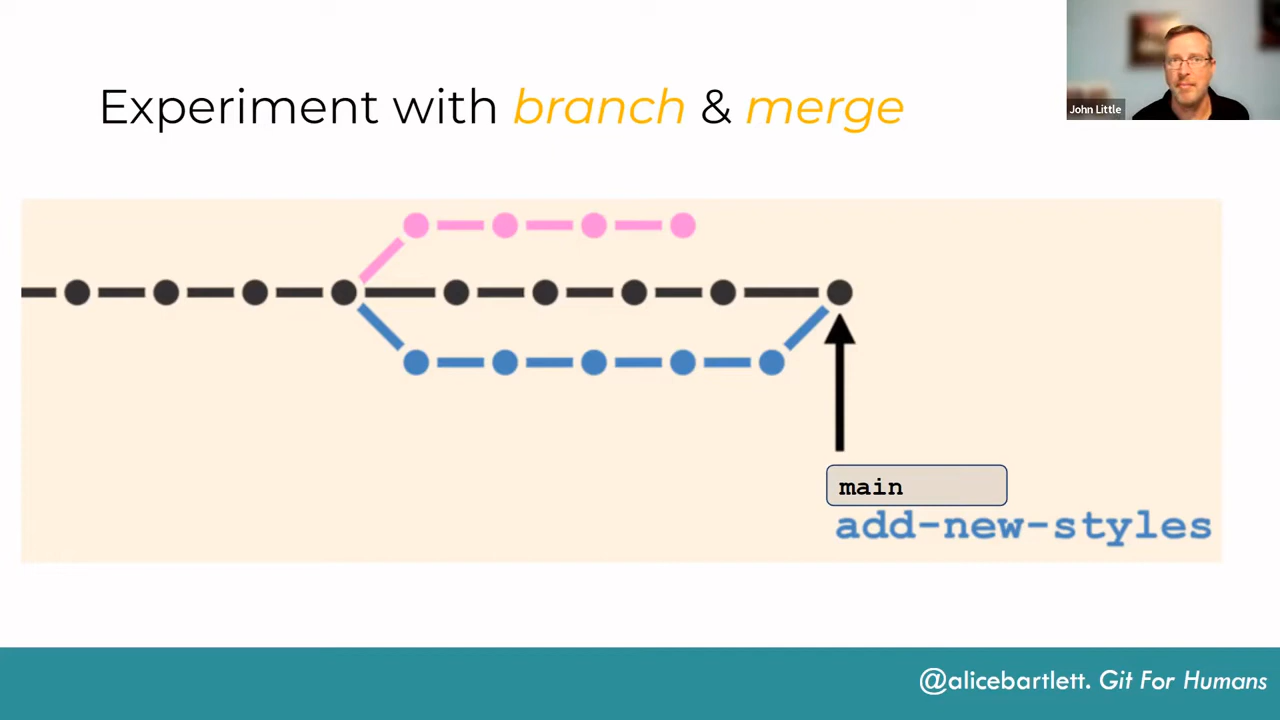 Experiment with branch & merge
John Little
main
add-new-styles
@alicebartlett. Git For Humans